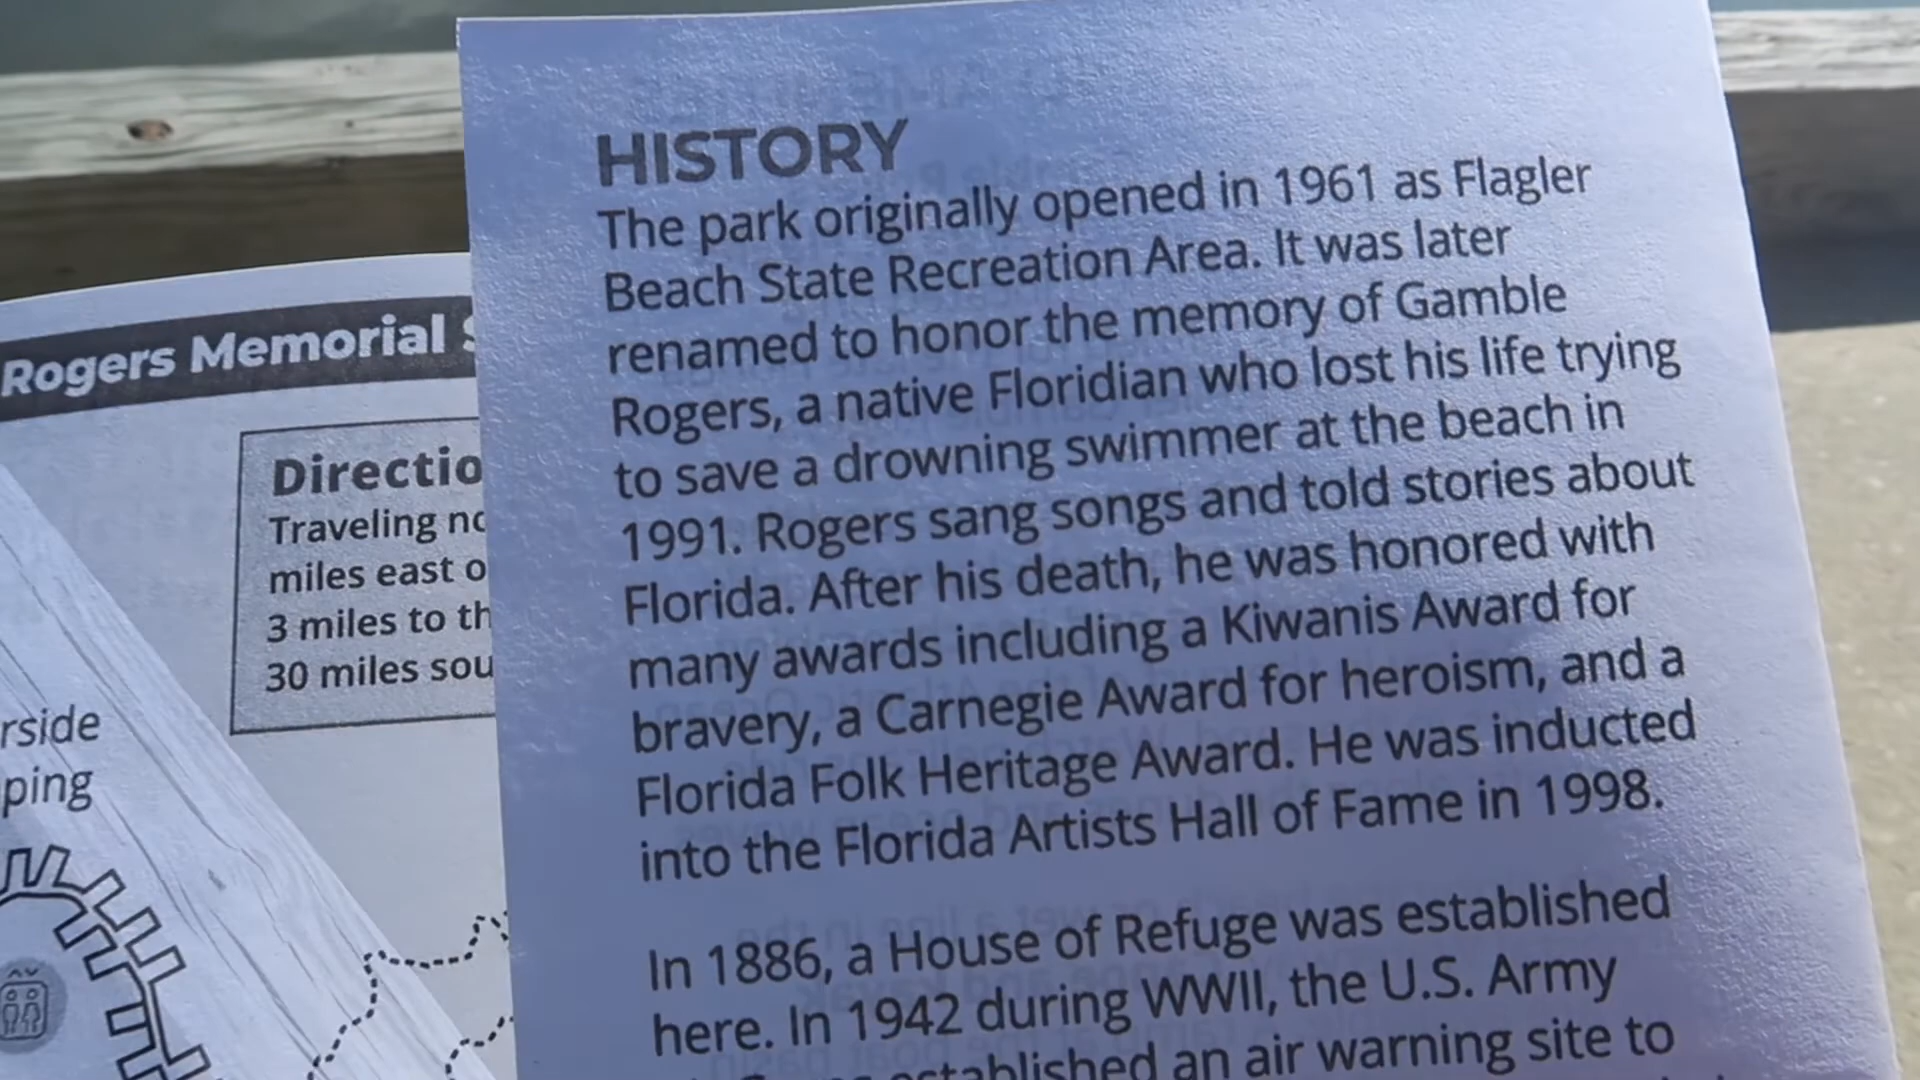 HISTORY
The park originally opened in 1961 as Flagler
Beach State Recreation Area. It was later
renamed to honor the memory of Gamble
Rogers, a native Floridian who lost his life trying
to save a drowning swimmer at the beach in
1991. Rogers sang songs and told stories about
Florida. After his death, he was honored with
many awards including a Kiwanis Award for
bravery, a Carnegie Award for heroism, and a
Florida Folk Heritage Award. He was inducted
into the Florida Artists Hall of Fame in 1998.
In 1886, a House of Refuge was established
here. In 1942 during WWII, the U.S. Army
established an air warning site to
Rogers Memorial
Directio
Traveling no
miles east o
3 miles to th
30 miles sou
rside
ping